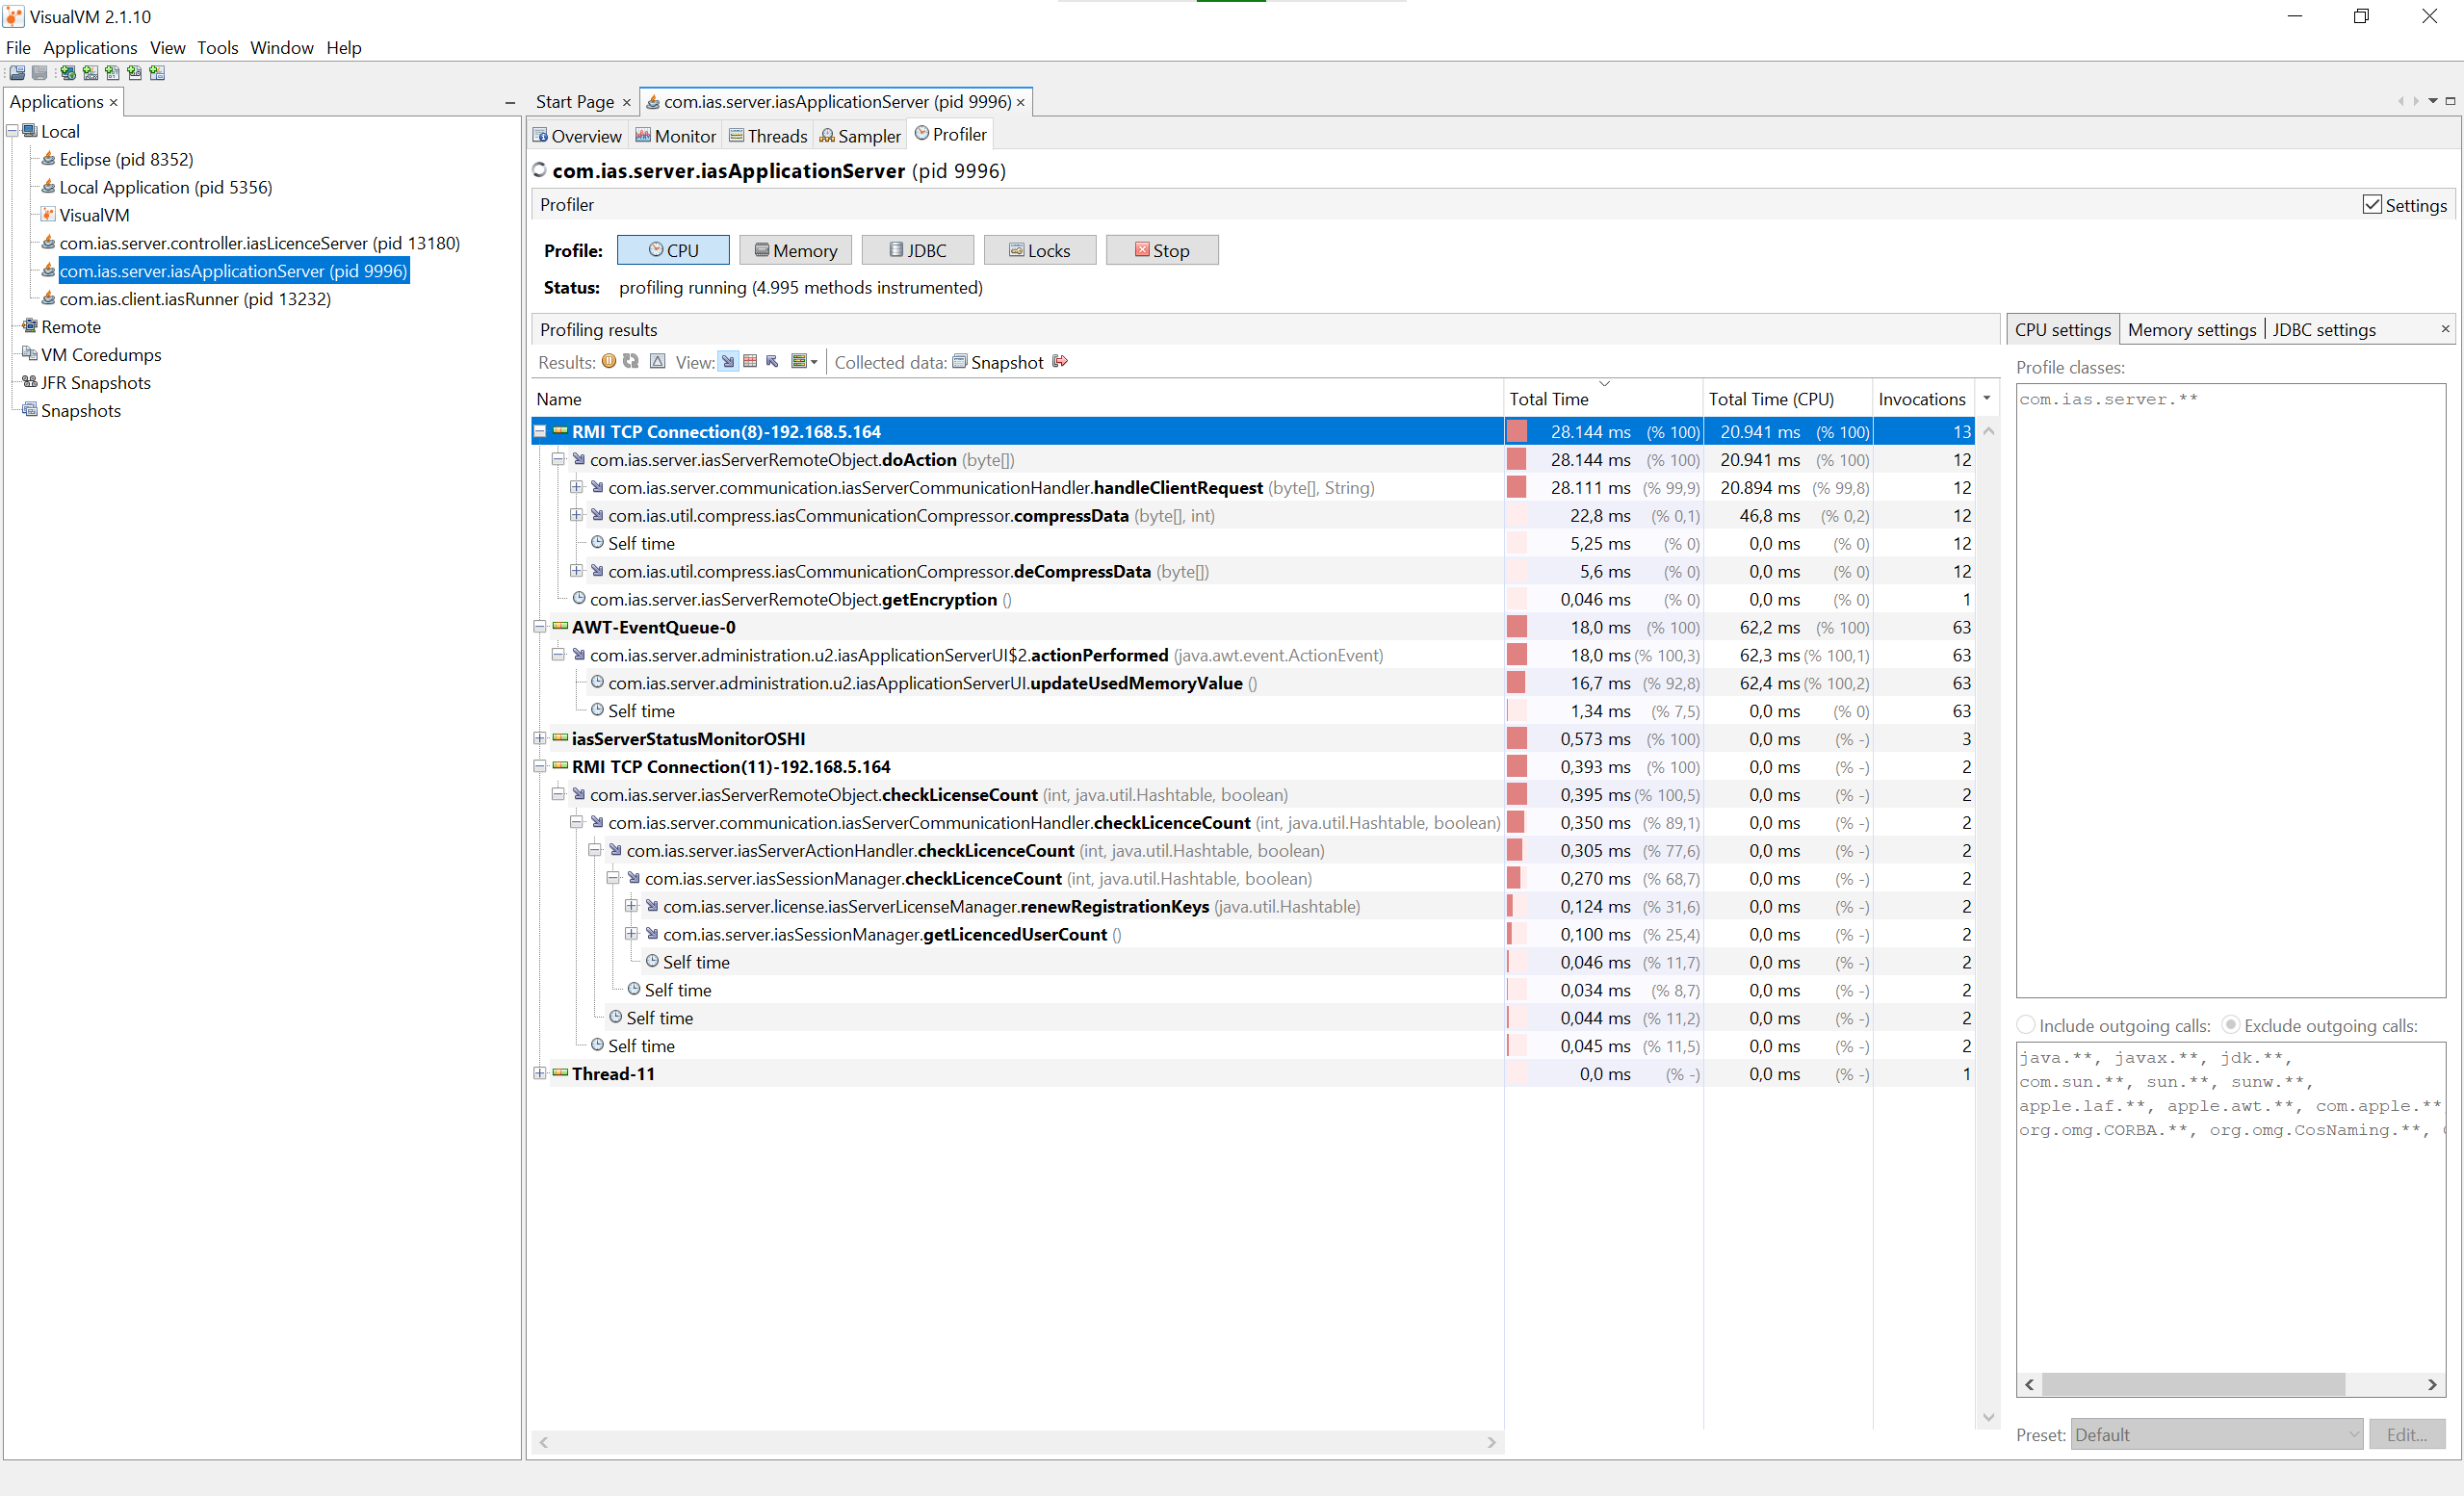 VisualVM 2.1.10
File Applications View Tools Window Help
Applications
Local
Eclipse (pid 8352)
Local Application (pid 5356)
VisualVM
com.ias.server.controller.iasLicenceServer (pid 13180)
com.ias.server.iasApplicationServer (pid 9996)
com.ias.client.iasRunner (pid 13232)
Remote
VM Coredumps
JFR Snapshots
Snapshots
Start Page com.ias.server.iasApplicationServer (pid 9996)
Overview Monitor Threads Sampler Profiler
com.ias.server.iasApplicationServer (pid 9996)
Profiler Settings
Profile: CPU Memory JDBC Locks Stop
Status: profiling running (4.995 methods instrumented)
Profiling results
Results: View: Collected data: Snapshot
Name Total Time Total Time (CPU) Invocations
RMI TCP Connection(8)-192.168.5.164 28.144 ms (% 100) 20.941 ms (% 100) 13
com.ias.server.iasServerRemoteObject.doAction (byte[]) 28.144 ms (% 100) 20.941 ms (% 100) 12
com.ias.server.communication.iasServerCommunicationHandler.handleClientRequest (byte[], String) 28.111 ms (% 99,9) 20.894 ms (% 99,8) 12
com.ias.util.compress.iasCommunicationCompressor.compressData (byte[], int) 22,8 ms (% 0,1) 46,8 ms (% 0,2) 12
Self time 5,25 ms (% 0) 0,0 ms (% 0) 12
com.ias.util.compress.iasCommunicationCompressor.deCompressData (byte[]) 5,6 ms (% 0) 0,0 ms (% 0) 12
com.ias.server.iasServerRemoteObject.getEncryption () 0,046 ms (% 0) 0,0 ms (% 0) 1
AWT-EventQueue-0 18,0 ms (% 100) 62,2 ms (% 100) 63
com.ias.server.administration.u2.iasApplicationServerUI$2.actionPerformed (java.awt.event.ActionEvent) 18,0 ms (% 100,3) 62,3 ms (% 100,1) 63
com.ias.server.administration.u2.iasApplicationServerUI.updateUsedMemoryValue () 16,7 ms (% 92,8) 62,4 ms (% 100,2) 63
Self time 1,34 ms (% 7,5) 0,0 ms (% 0) 63
iasServerStatusMonitorOSHI 0,573 ms (% 100) 0,0 ms (% -) 3
RMI TCP Connection(11)-192.168.5.164 0,393 ms (% 100) 0,0 ms (% -) 2
com.ias.server.iasServerRemoteObject.checkLicenseCount (int, java.util.Hashtable, boolean) 0,395 ms (% 100,5) 0,0 ms (% -) 2
com.ias.server.communication.iasServerCommunicationHandler.checkLicenceCount (int, java.util.Hashtable, boolean) 0,350 ms (% 89,1) 0,0 ms (% -) 2
com.ias.server.iasServerActionHandler.checkLicenceCount (int, java.util.Hashtable, boolean) 0,305 ms (% 77,6) 0,0 ms (% -) 2
com.ias.server.iasSessionManager.checkLicenceCount (int, java.util.Hashtable, boolean) 0,270 ms (% 68,7) 0,0 ms (% -) 2
com.ias.server.license.iasServerLicenseManager.renewRegistrationKeys (java.util.Hashtable) 0,124 ms (% 31,6) 0,0 ms (% -) 2
com.ias.server.iasSessionManager.getLicencedUserCount () 0,100 ms (% 25,4) 0,0 ms (% -) 2
Self time 0,046 ms (% 11,7) 0,0 ms (% -) 2
Self time 0,034 ms (% 8,7) 0,0 ms (% -) 2
Self time 0,044 ms (% 11,2) 0,0 ms (% -) 2
Self time 0,045 ms (% 11,5) 0,0 ms (% -) 2
Thread-11 0,0 ms (% -) 0,0 ms (% -) 1
CPU settings Memory settings JDBC settings
Profile classes:
com.ias.server.**
Include outgoing calls: Exclude outgoing calls:
java.**, javax.**, jdk.**,
com.sun.**, sun.**, sunw.**,
apple.laf.**, apple.awt.**, com.apple.**
org.omg.CORBA.**, org.omg.CosNaming.**,
Preset: Default Edit...